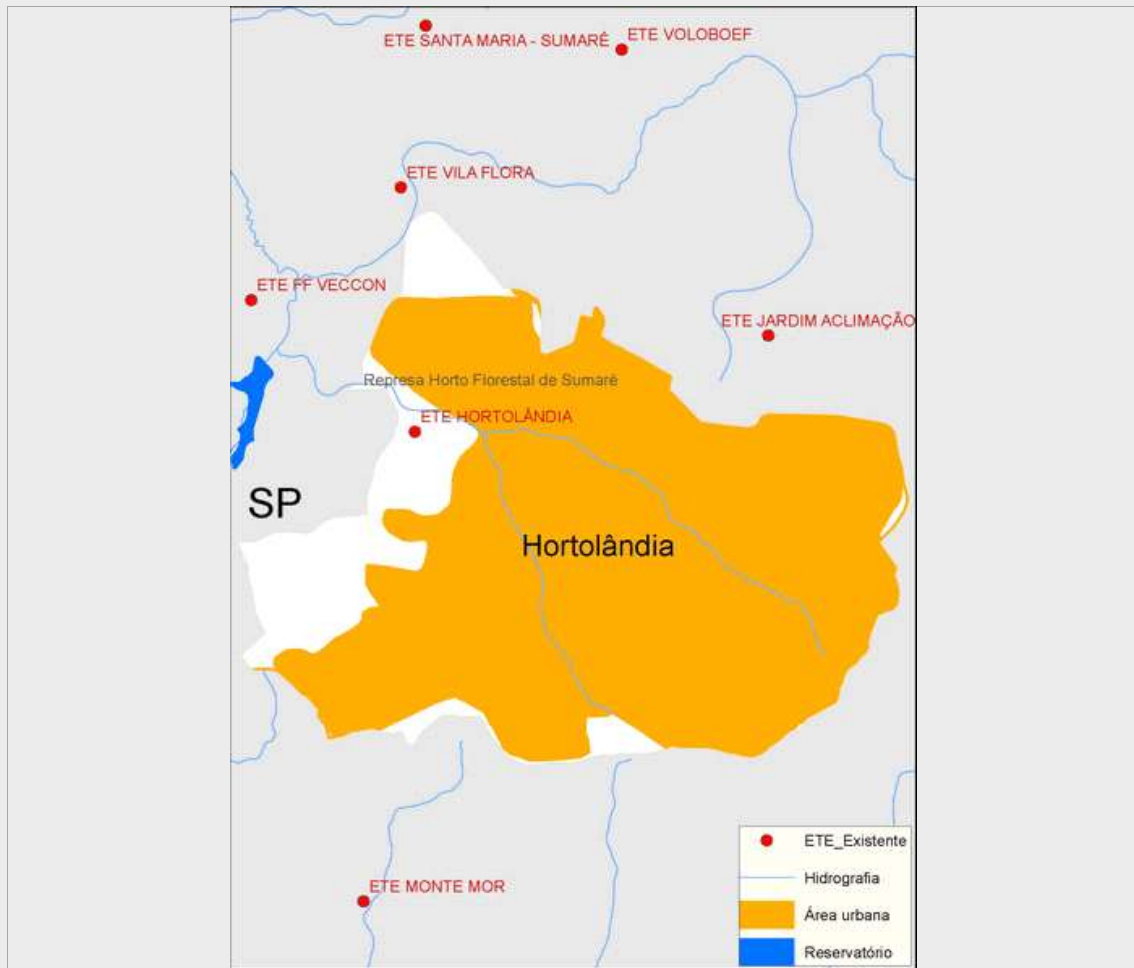 ETE SANTA MARIA - SUMARÉ
ETE VOLOBOEF
ETE VILA FLORA
ETE FF VECCON
ETE JARDIM ACLIMAÇÃO
Represa Horto Florestal de Sumaré
ETE HORTOLÂNDIA
SP
Hortolândia
ETE MONTE MOR
ETE_Existente
Hidrografia
Área urbana
Reservatório